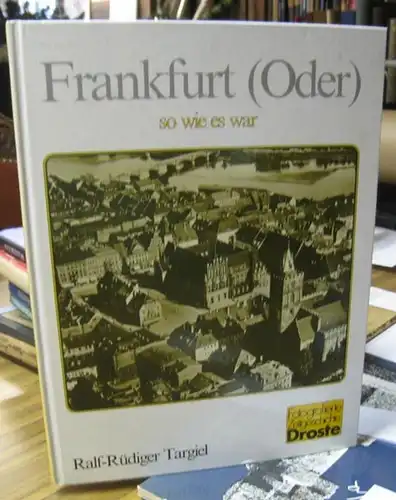 Frankfurt (Oder)
so wie es war
Fotografierte
Zeitgeschichte
Droste
Ralf-Rüdiger Targiel